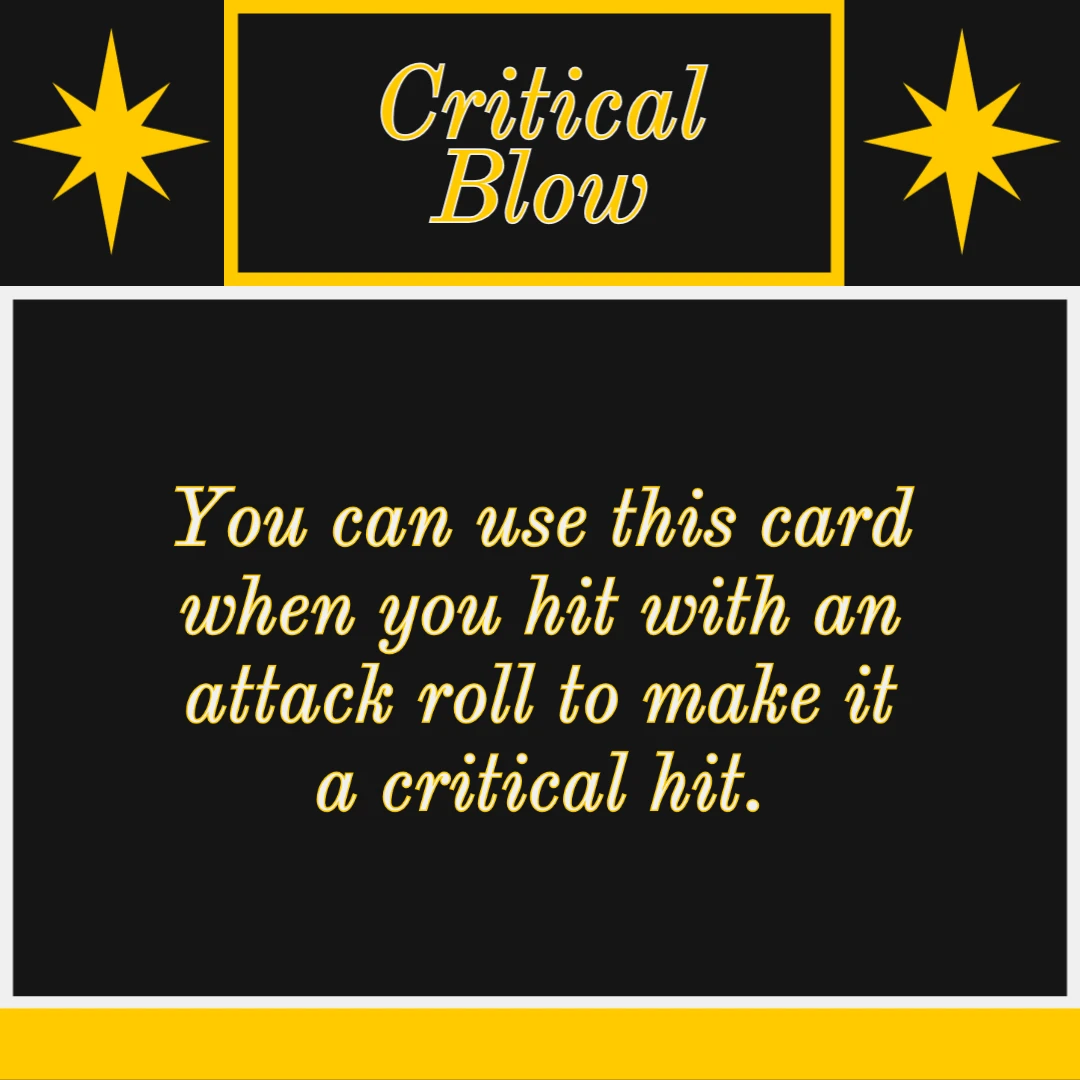 Critical
Blow
You can use this card
when you hit with an
attack roll to make it
a critical hit.